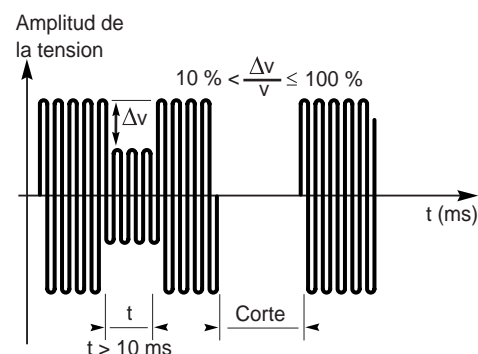 Amplitud de
la tension
10 % < Δv/v ≤ 100 %
Δv
t (ms)
t
Corte
t > 10 ms